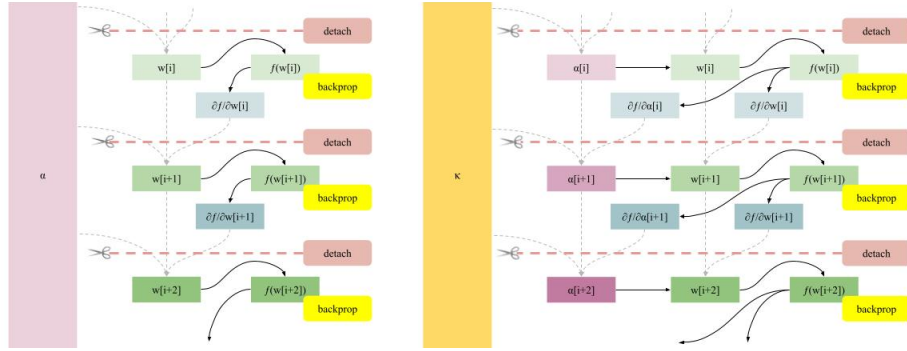 α
detach
w[i]
f(w[i])
backprop
∂f/∂w[i]
detach
w[i+1]
f(w[i+1])
backprop
∂f/∂w[i+1]
detach
w[i+2]
f(w[i+2])
backprop
κ
detach
α[i]
w[i]
f(w[i])
backprop
∂f/∂α[i]
∂f/∂w[i]
detach
α[i+1]
w[i+1]
f(w[i+1])
backprop
∂f/∂α[i+1]
∂f/∂w[i+1]
detach
α[i+2]
w[i+2]
f(w[i+2])
backprop